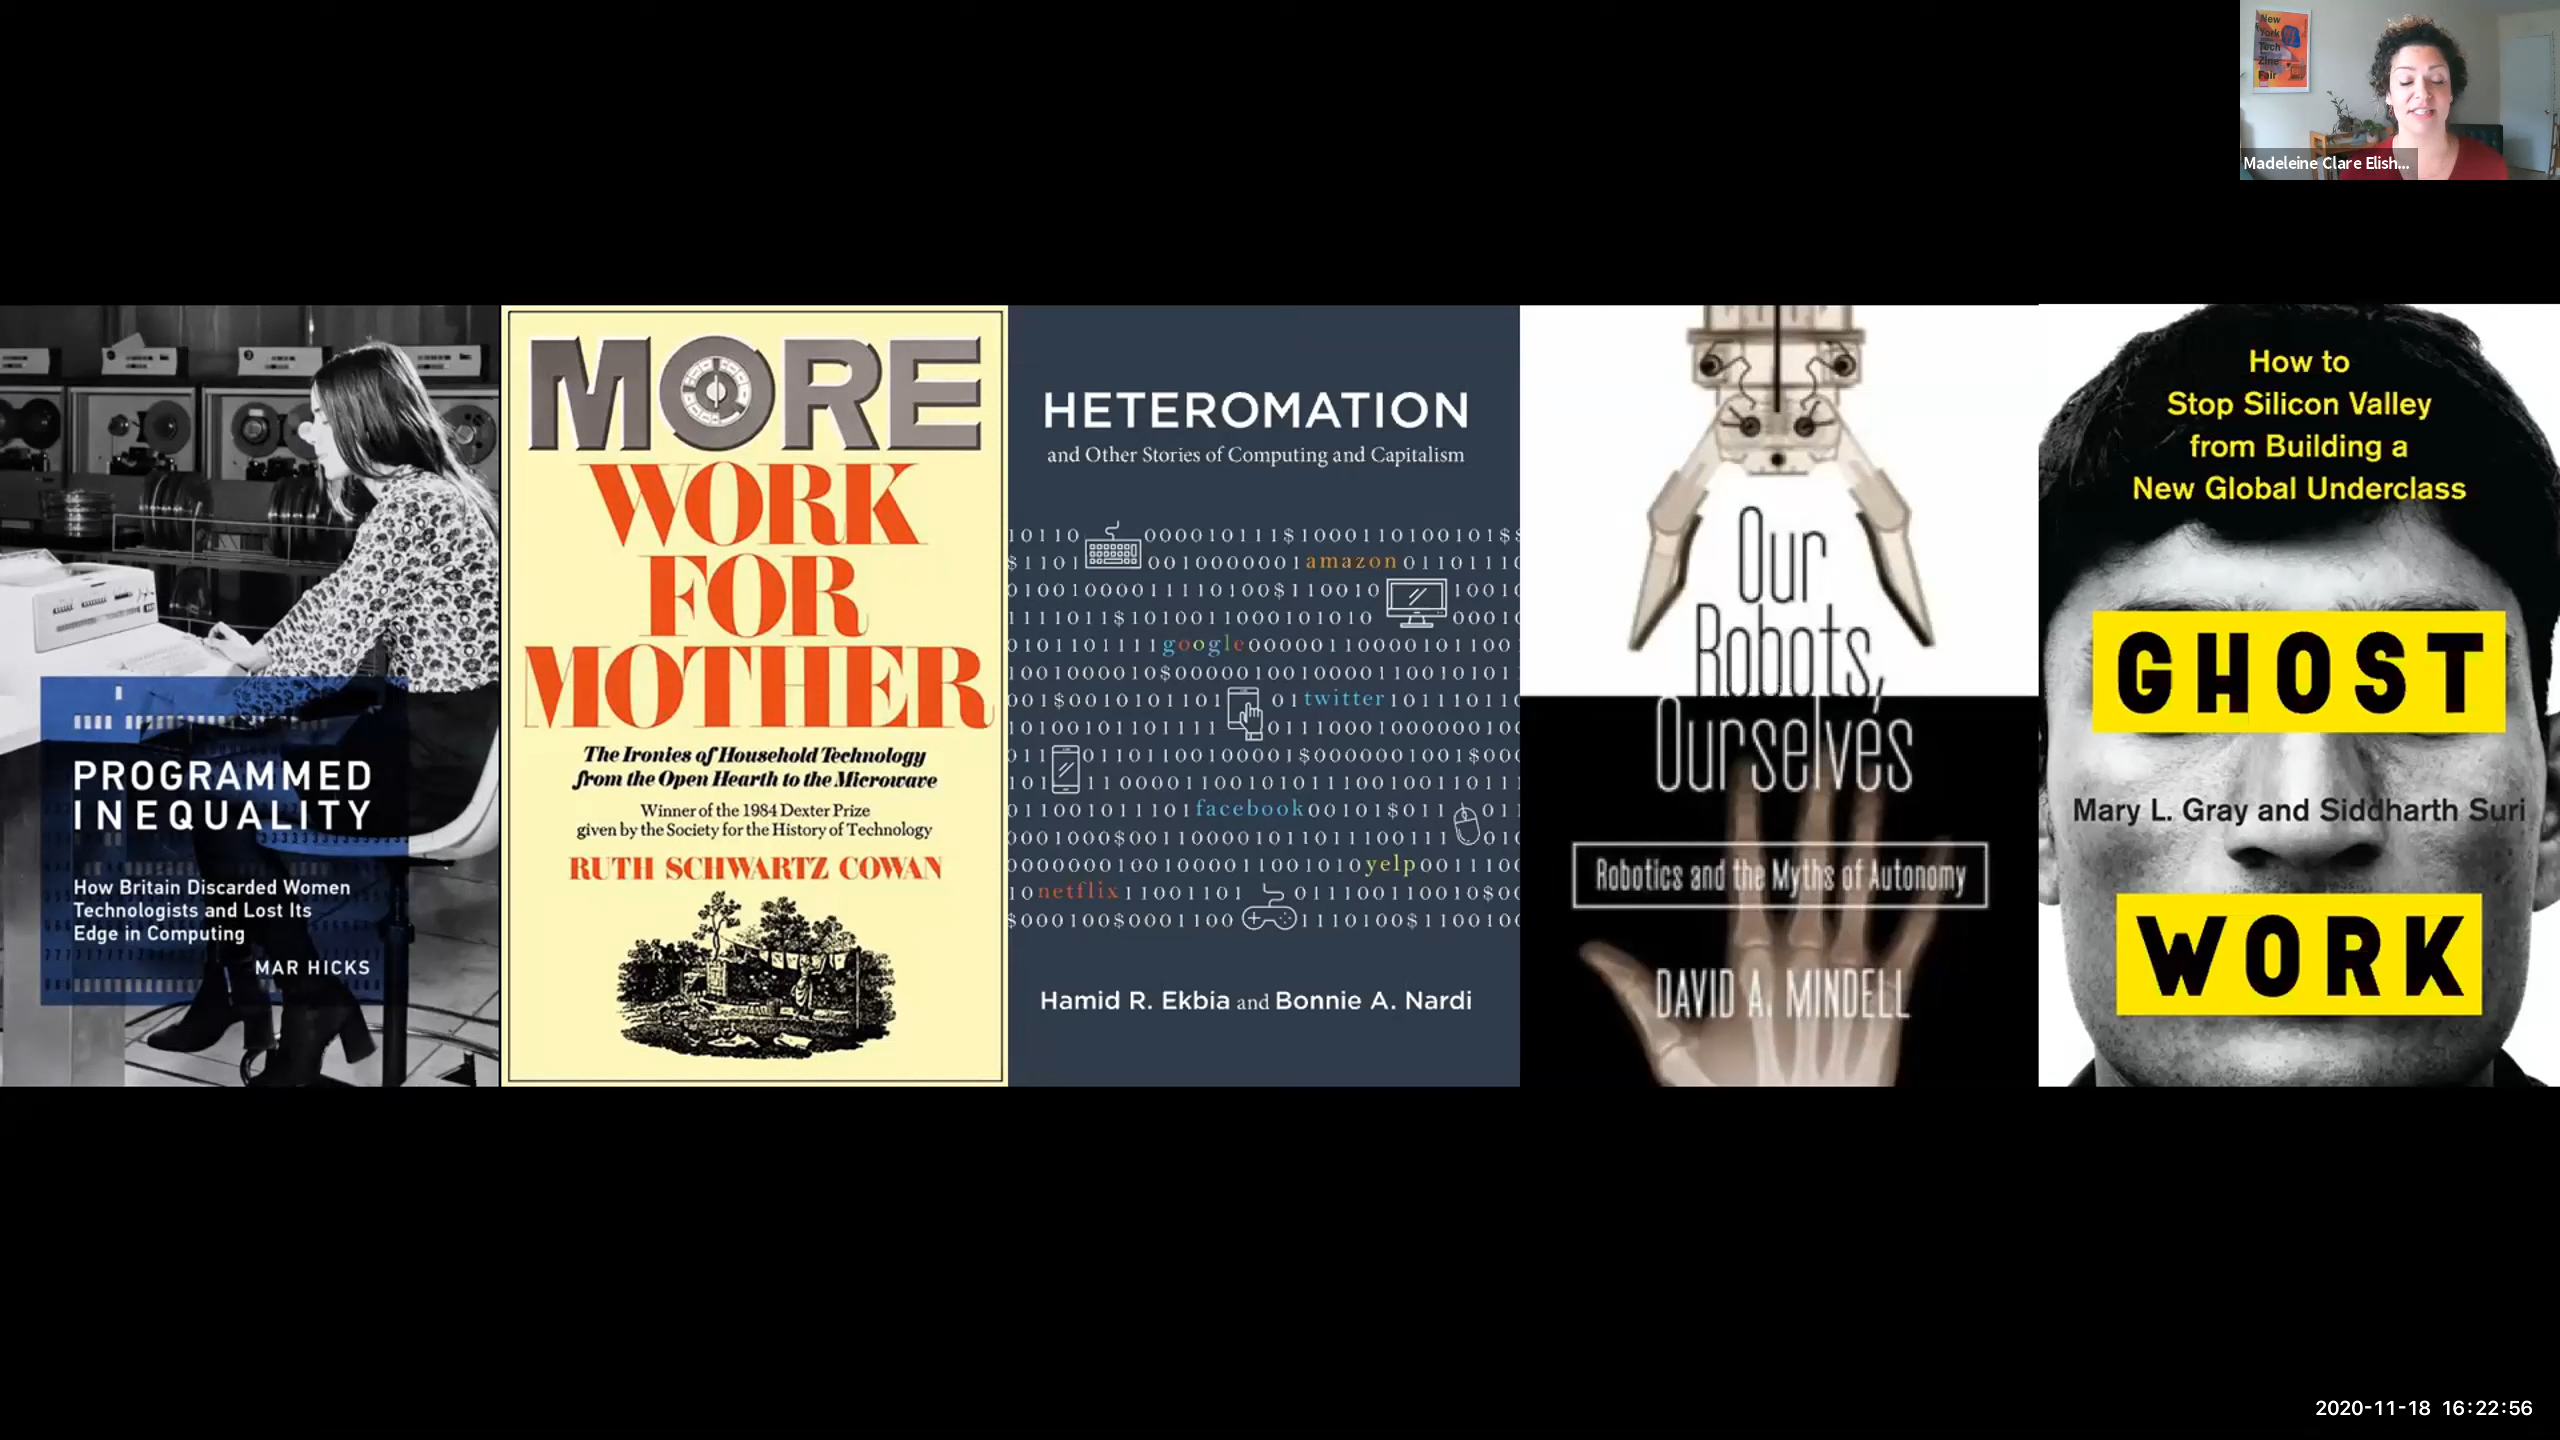 New
York
Tech
Zine
Fair
Madeleine Clare Elish...
PROGRAMMED
INEQUALITY
How Britain Discarded Women
Technologists and Lost Its
Edge in Computing
MAR HICKS
MORE
WORK
FOR
MOTHER
The Ironies of Household Technology
from the Open Hearth to the Microwave
Winner of the 1984 Dexter Prize
given by the Society for the History of Technology
RUTH SCHWARTZ COWAN
HETEROMATION
and Other Stories of Computing and Capitalism
amazon
google
twitter
facebook
yelp
netflix
Hamid R. Ekbia and Bonnie A. Nardi
Our
Robots,
Ourselves
Robotics and the Myths of Autonomy
DAVID A. MINDELL
How to
Stop Silicon Valley
from Building a
New Global Underclass
GHOST
Mary L. Gray and Siddharth Suri
WORK
2020-11-18 16:22:56